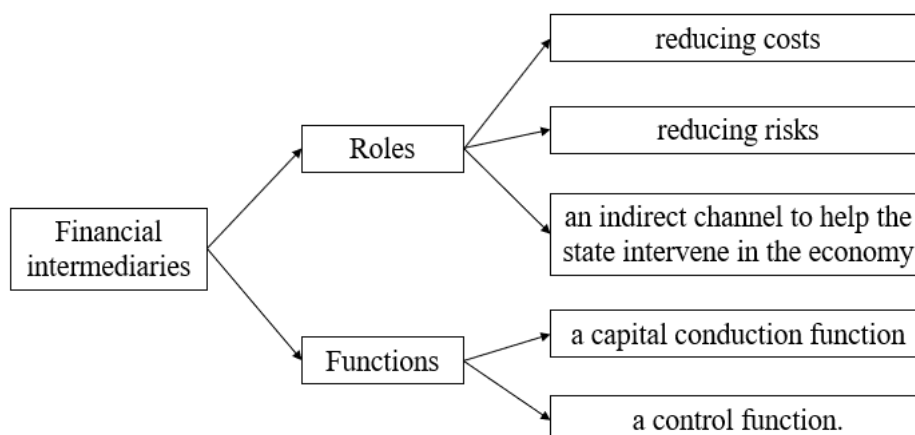 Financial
intermediaries
Roles
reducing costs
reducing risks
an indirect channel to help the
state intervene in the economy
Functions
a capital conduction function
a control function.